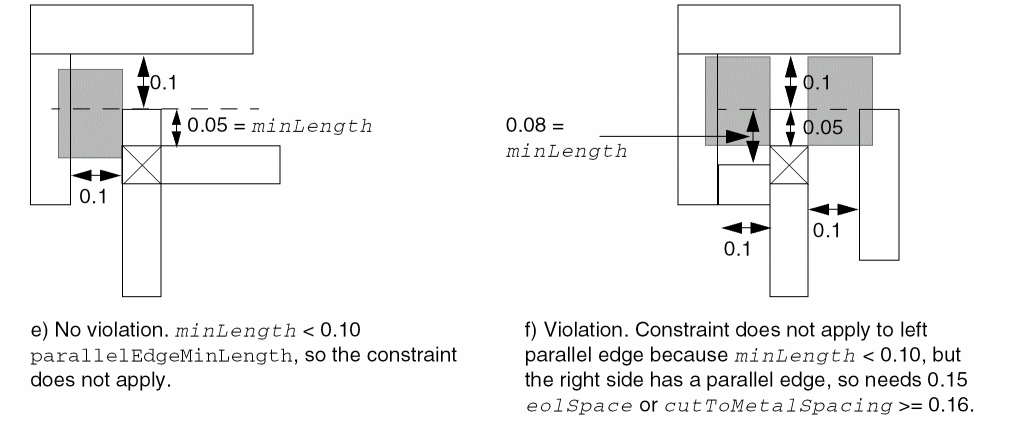 0.1
0.05 = minLength
0.1
e) No violation. minLength < 0.10
parallelEdgeMinLength, so the constraint
does not apply.
0.1
0.05
0.08 =
minLength
0.1
0.1
f) Violation. Constraint does not apply to left
parallel edge because minLength < 0.10, but
the right side has a parallel edge, so needs 0.15
eolSpace or cutToMetalSpacing >= 0.16.